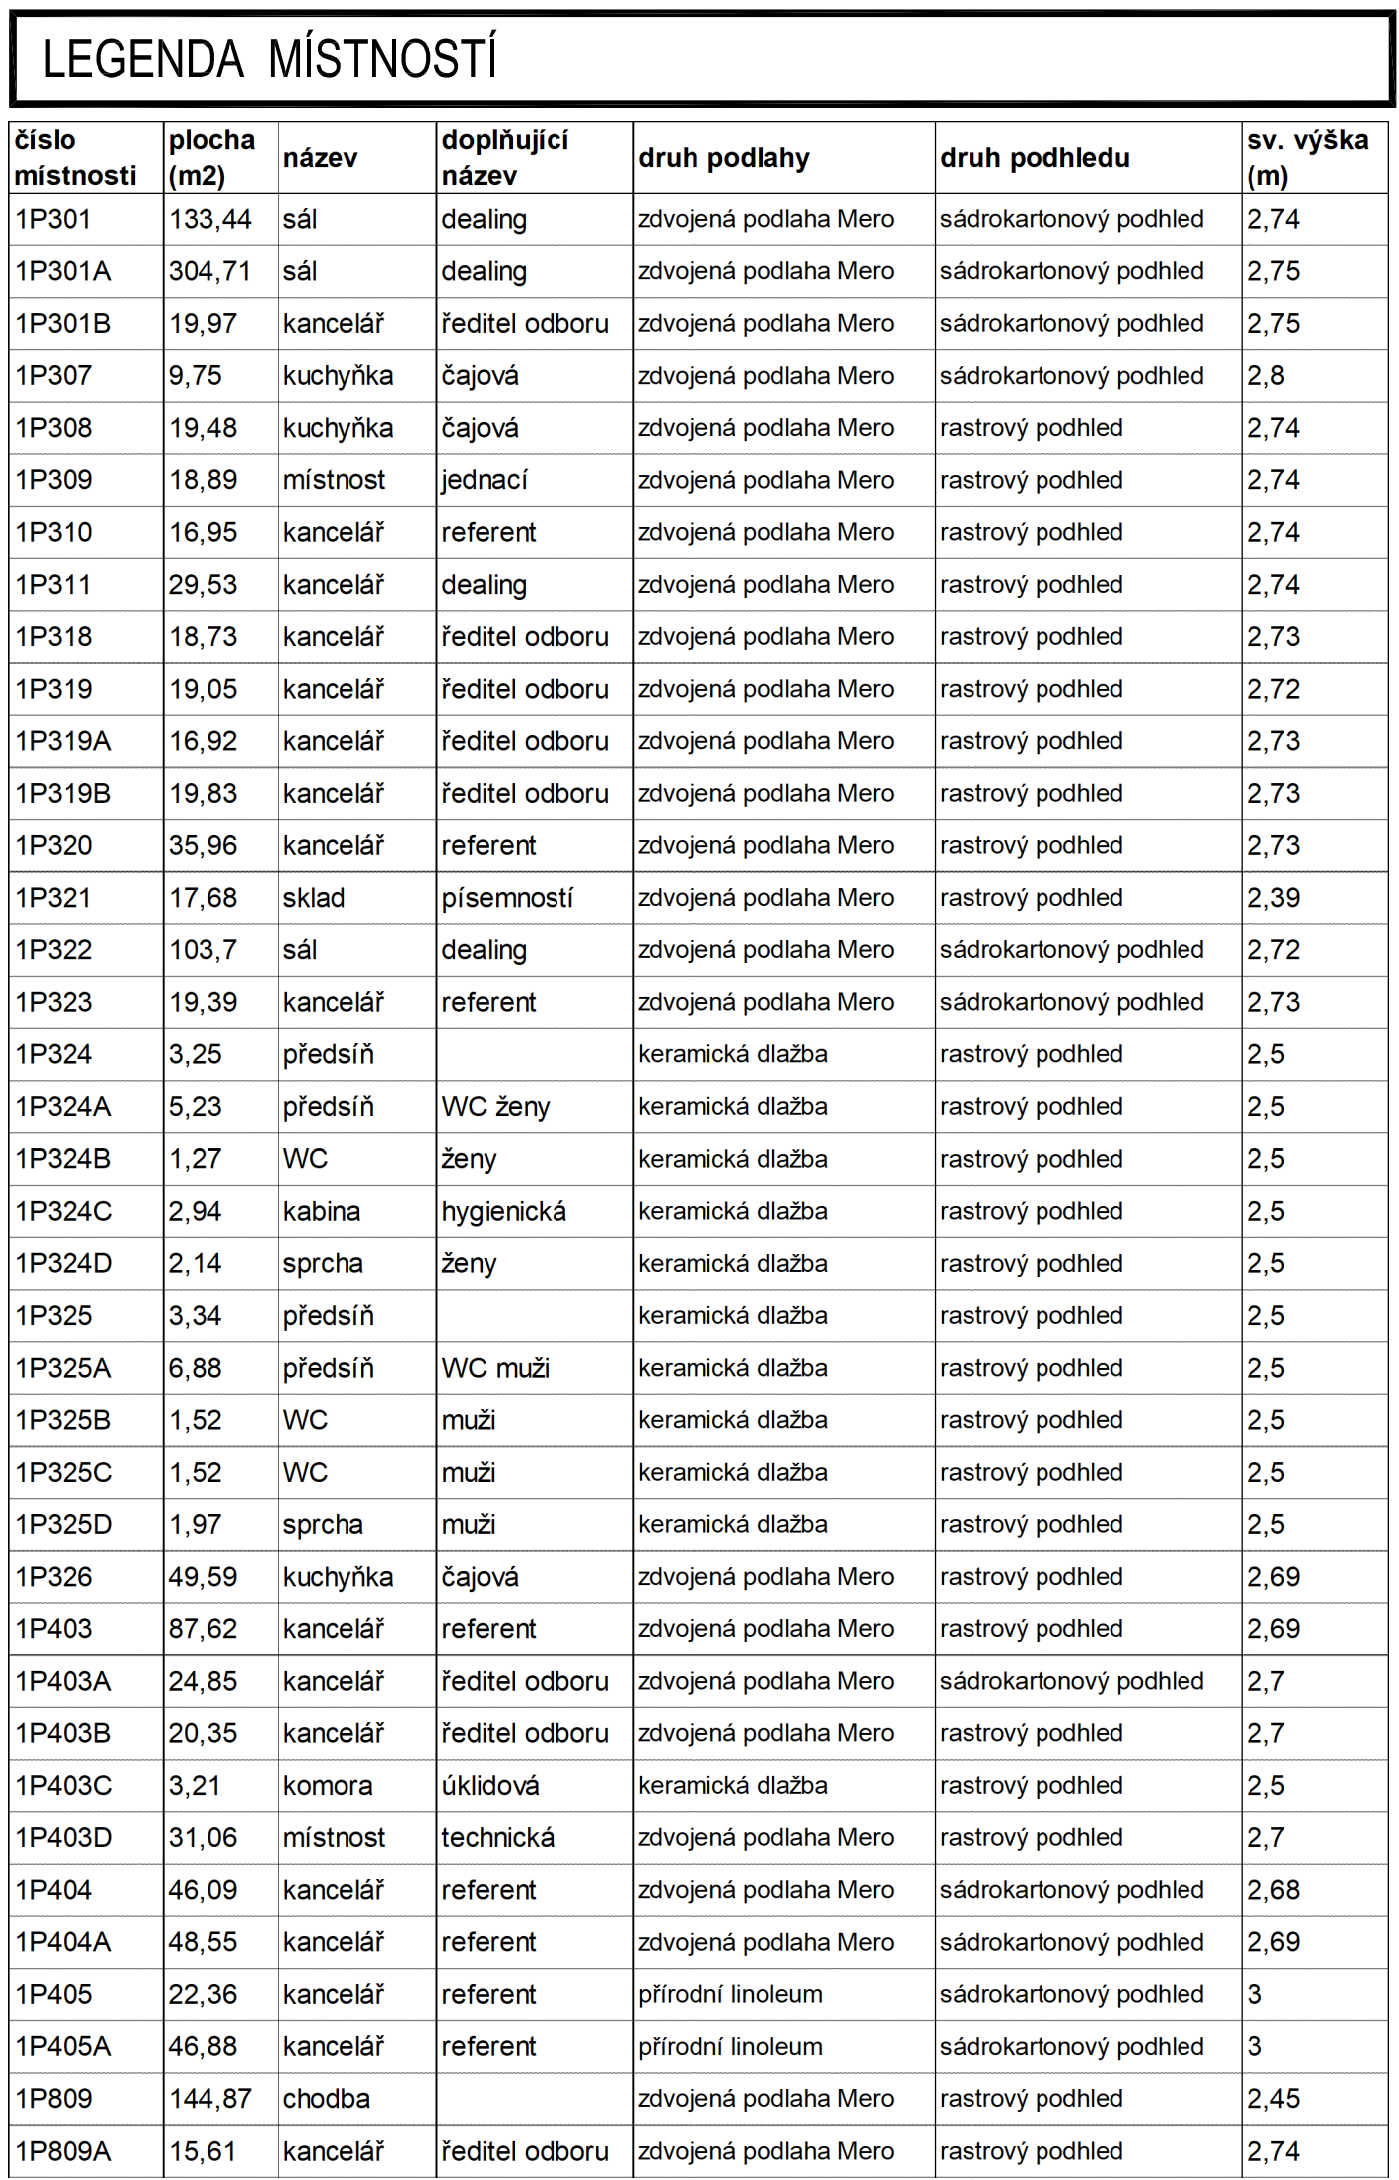 LEGENDA MÍSTNOSTÍ
číslo místnosti plocha (m2) název doplňující název druh podlahy druh podhledu sv. výška (m)
1P301 133,44 sál dealing zdvojená podlaha Mero sádrokartonový podhled 2,74
1P301A 304,71 sál dealing zdvojená podlaha Mero sádrokartonový podhled 2,75
1P301B 19,97 kancelář ředitel odboru zdvojená podlaha Mero sádrokartonový podhled 2,75
1P307 9,75 kuchyňka čajová zdvojená podlaha Mero sádrokartonový podhled 2,8
1P308 19,48 kuchyňka čajová zdvojená podlaha Mero rastrový podhled 2,74
1P309 18,89 místnost jednací zdvojená podlaha Mero rastrový podhled 2,74
1P310 16,95 kancelář referent zdvojená podlaha Mero rastrový podhled 2,74
1P311 29,53 kancelář dealing zdvojená podlaha Mero rastrový podhled 2,74
1P318 18,73 kancelář ředitel odboru zdvojená podlaha Mero rastrový podhled 2,73
1P319 19,05 kancelář ředitel odboru zdvojená podlaha Mero rastrový podhled 2,72
1P319A 16,92 kancelář ředitel odboru zdvojená podlaha Mero rastrový podhled 2,73
1P319B 19,83 kancelář ředitel odboru zdvojená podlaha Mero rastrový podhled 2,73
1P320 35,96 kancelář referent zdvojená podlaha Mero rastrový podhled 2,73
1P321 17,68 sklad písemností zdvojená podlaha Mero rastrový podhled 2,39
1P322 103,7 sál dealing zdvojená podlaha Mero sádrokartonový podhled 2,72
1P323 19,39 kancelář referent zdvojená podlaha Mero sádrokartonový podhled 2,73
1P324 3,25 předsíň keramická dlažba rastrový podhled 2,5
1P324A 5,23 předsíň WC ženy keramická dlažba rastrový podhled 2,5
1P324B 1,27 WC ženy keramická dlažba rastrový podhled 2,5
1P324C 2,94 kabina hygienická keramická dlažba rastrový podhled 2,5
1P324D 2,14 sprcha ženy keramická dlažba rastrový podhled 2,5
1P325 3,34 předsíň keramická dlažba rastrový podhled 2,5
1P325A 6,88 předsíň WC muži keramická dlažba rastrový podhled 2,5
1P325B 1,52 WC muži keramická dlažba rastrový podhled 2,5
1P325C 1,52 WC muži keramická dlažba rastrový podhled 2,5
1P325D 1,97 sprcha muži keramická dlažba rastrový podhled 2,5
1P326 49,59 kuchyňka čajová zdvojená podlaha Mero rastrový podhled 2,69
1P403 87,62 kancelář referent zdvojená podlaha Mero rastrový podhled 2,69
1P403A 24,85 kancelář ředitel odboru zdvojená podlaha Mero sádrokartonový podhled 2,7
1P403B 20,35 kancelář ředitel odboru zdvojená podlaha Mero rastrový podhled 2,7
1P403C 3,21 komora úklidová keramická dlažba rastrový podhled 2,5
1P403D 31,06 místnost technická zdvojená podlaha Mero rastrový podhled 2,7
1P404 46,09 kancelář referent zdvojená podlaha Mero sádrokartonový podhled 2,68
1P404A 48,55 kancelář referent zdvojená podlaha Mero sádrokartonový podhled 2,69
1P405 22,36 kancelář referent přírodní linoleum sádrokartonový podhled 3
1P405A 46,88 kancelář referent přírodní linoleum sádrokartonový podhled 3
1P809 144,87 chodba zdvojená podlaha Mero rastrový podhled 2,45
1P809A 15,61 kancelář ředitel odboru zdvojená podlaha Mero rastrový podhled 2,74